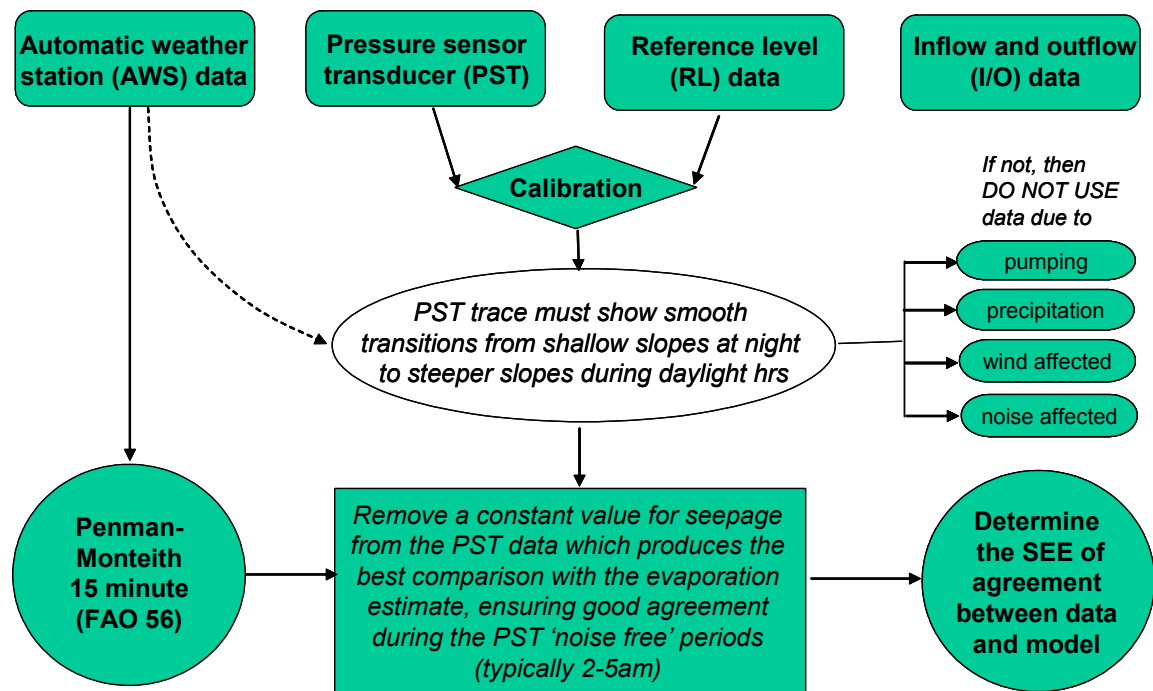 Automatic weather
station (AWS) data
Pressure sensor
transducer (PST)
Reference level
(RL) data
Inflow and outflow
(I/O) data
Calibration
If not, then
DO NOT USE
data due to
pumping
precipitation
wind affected
noise affected
PST trace must show smooth
transitions from shallow slopes at night
to steeper slopes during daylight hrs
Penman-
Monteith
15 minute
(FAO 56)
Remove a constant value for seepage
from the PST data which produces the
best comparison with the evaporation
estimate, ensuring good agreement
during the PST ‘noise free’ periods
(typically 2-5am)
Determine
the SEE of
agreement
between data
and model